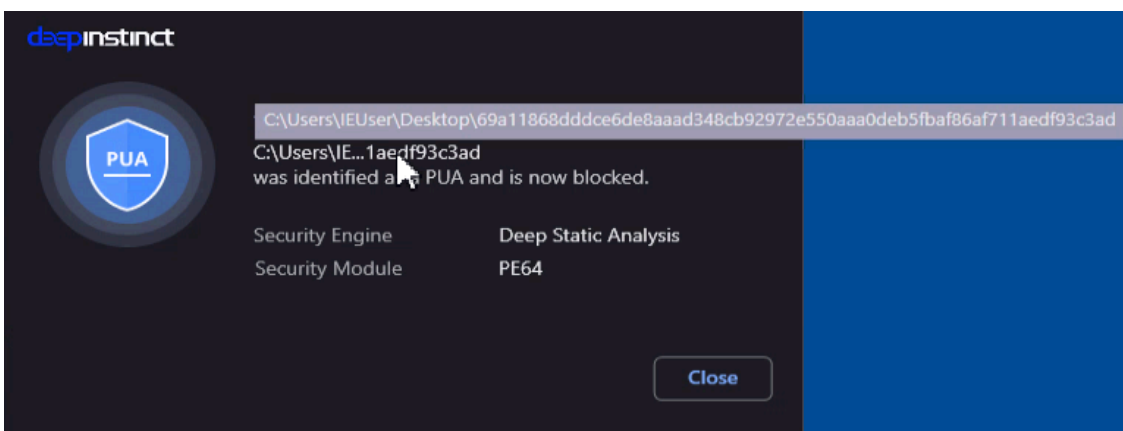 deepinstinct
C:\Users\IEUser\Desktop\69a11868dddce6de8aaad348cb92972e550aaa0deb5fbaf86af711aedf93c3ad
PUA
C:\Users\IE...1aedf93c3ad
was identified as a PUA and is now blocked.
Security Engine Deep Static Analysis
Security Module PE64
Close